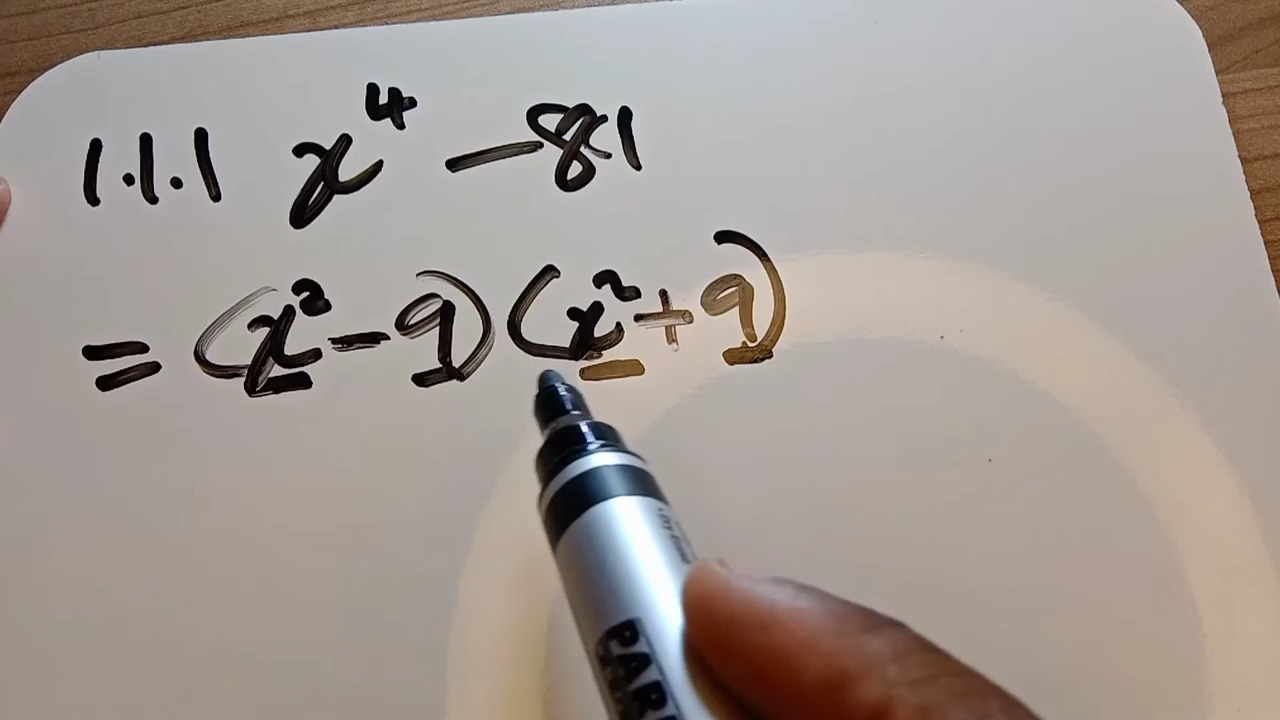 1.1.1 x⁴ - 81
= (x² - 9)(x² + 9)